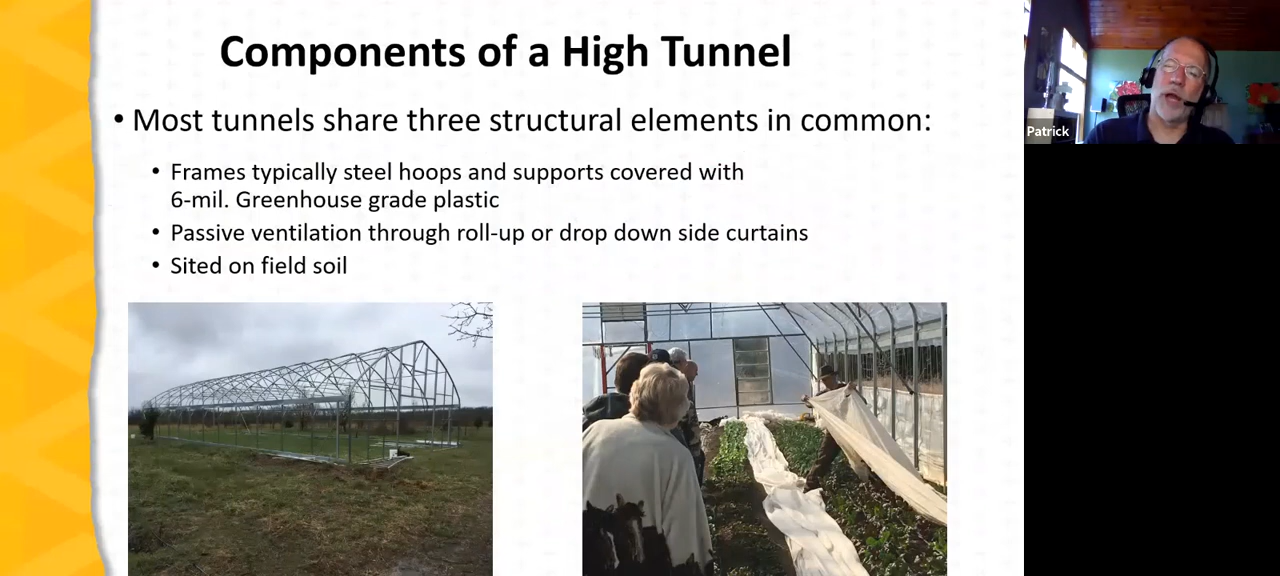 Components of a High Tunnel
• Most tunnels share three structural elements in common:
• Frames typically steel hoops and supports covered with
6-mil. Greenhouse grade plastic
• Passive ventilation through roll-up or drop down side curtains
• Sited on field soil
Patrick